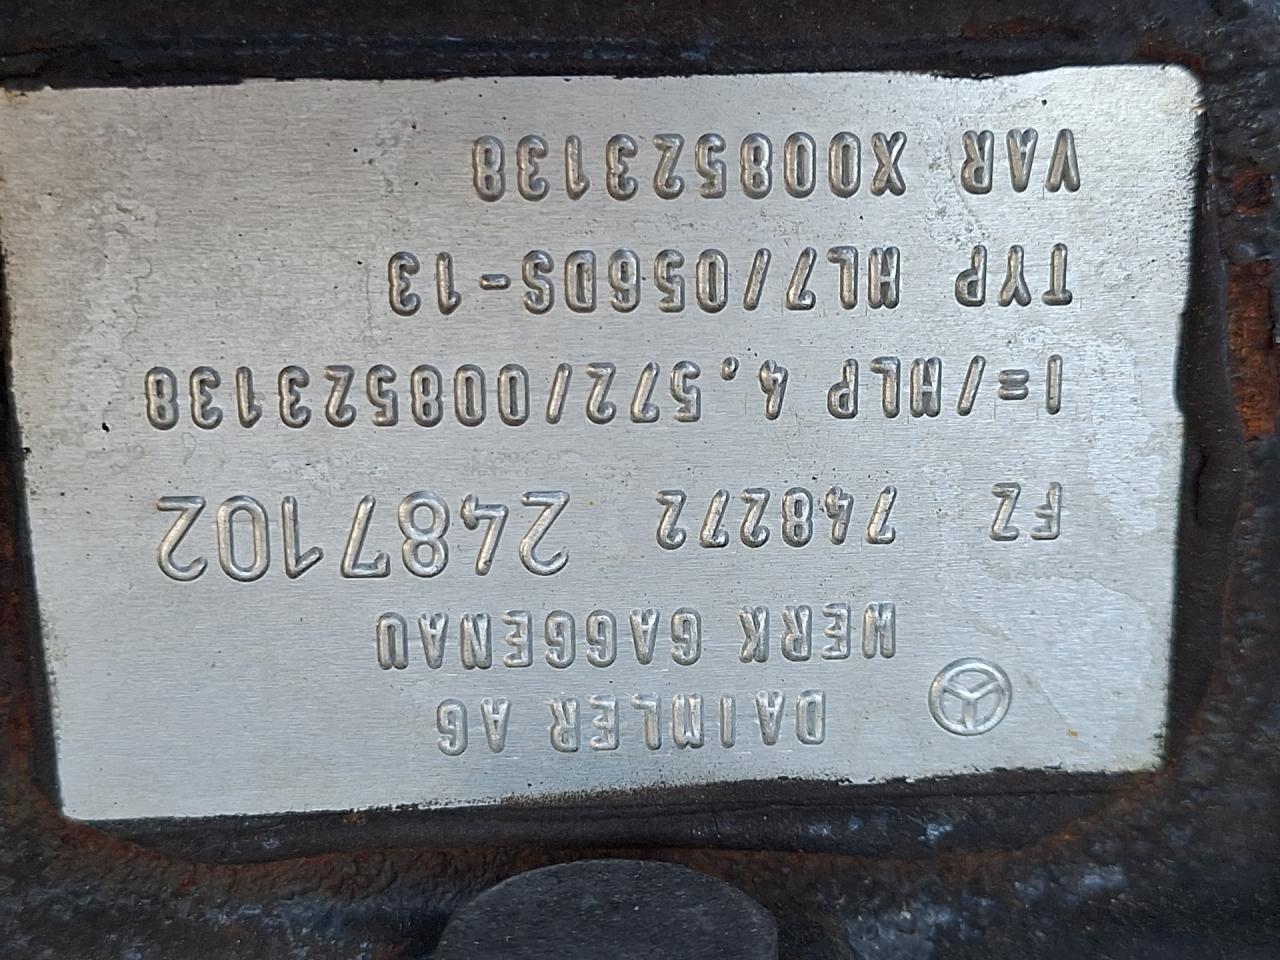 DAIMLER AG
WERK GAGGENAU
FZ 748272 2487102
I=/HLP 4,572/008523138
TYP HL7/056DS-13
VAR X008523138